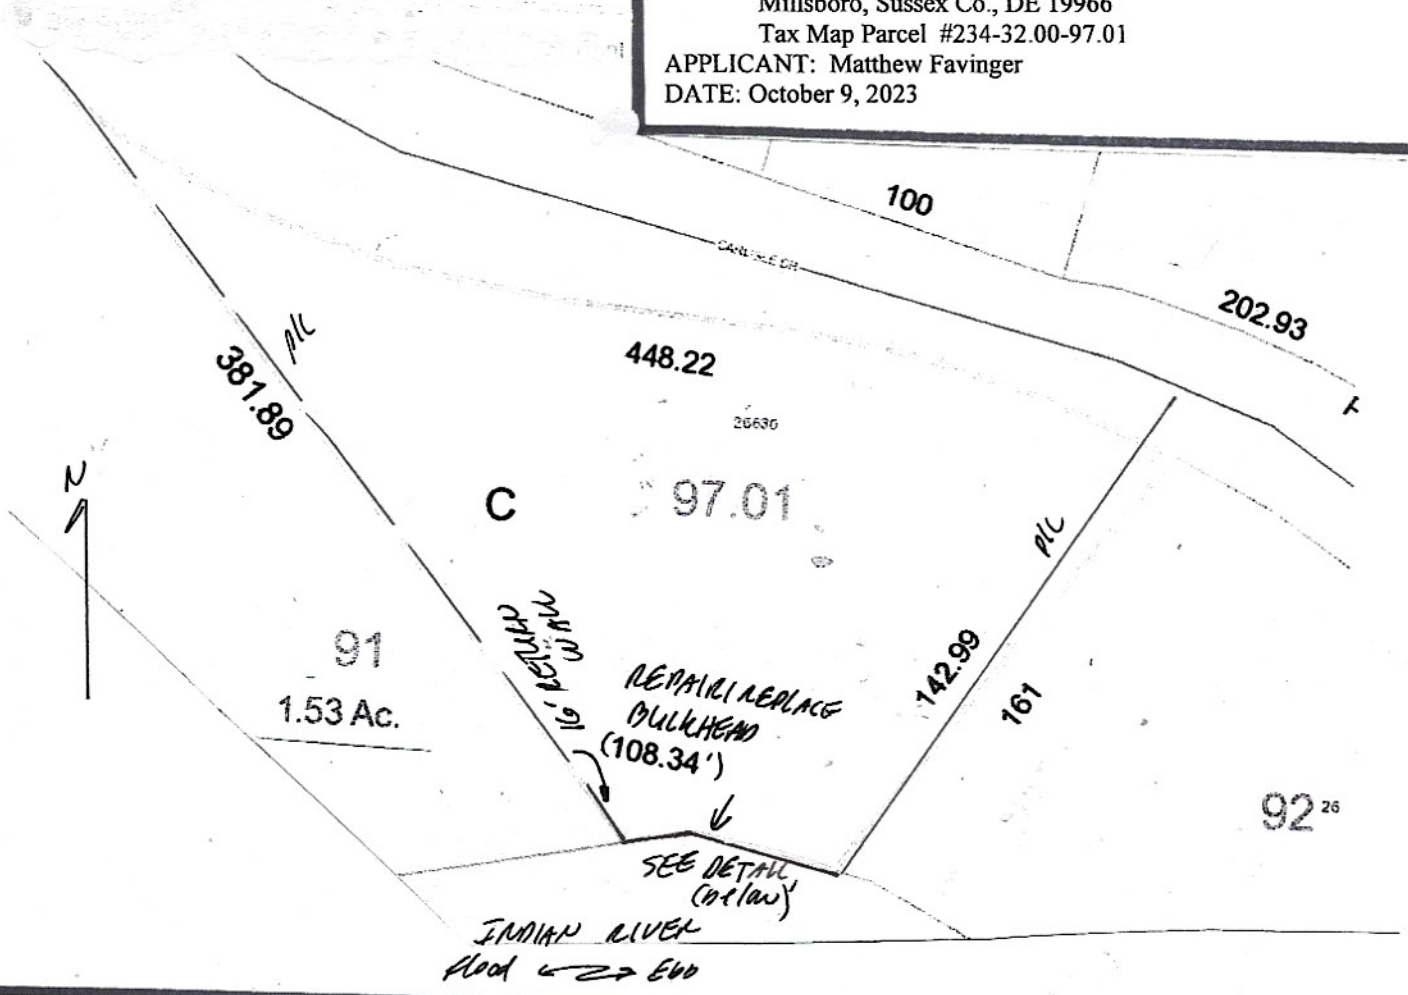 Millsboro, Sussex Co., DE 19966
Tax Map Parcel #234-32.00-97.01
APPLICANT: Matthew Favinger
DATE: October 9, 2023
100
CARLISLE DR
202.93
P/L
381.89
448.22
26630
N
C
97.01
P/L
91
1.53 Ac.
16' RETURN
WALL
REPAIR/REPLACE
BULKHEAD
(108.34')
142.99
161
92
26
SEE DETAIL
(below)
INDIAN RIVER
Flood Ebb